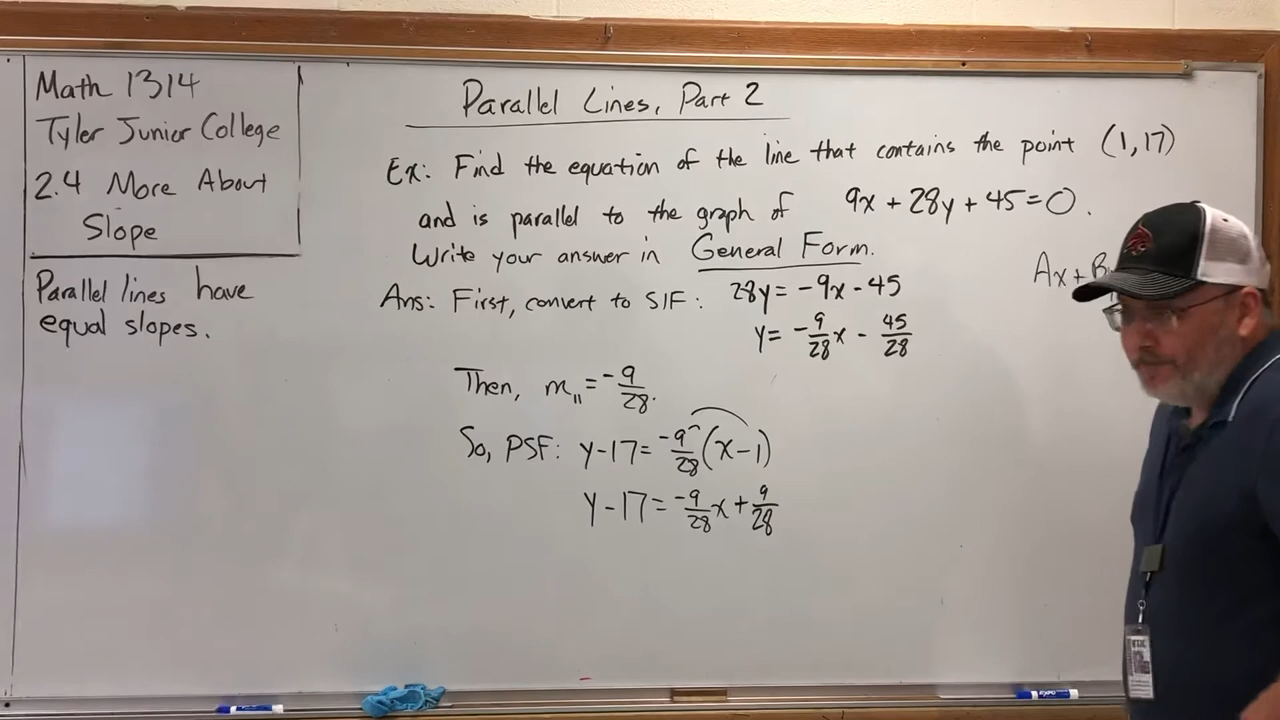 Math 1314
Tyler Junior College
2.4 More About
Slope
Parallel lines have
equal slopes.
Parallel Lines, Part 2
Ex: Find the equation of the line that contains the point (1,17)
and is parallel to the graph of 9x + 28y + 45 = 0.
Write your answer in General Form.
Ax + B
Ans: First, convert to SIF: 28y = -9x - 45
y = -9/28 x - 45/28
Then, m₁₁ = -9/28.
So, PSF: y-17 = -9/28 (x-1)
y-17 = -9/28 x + 9/28